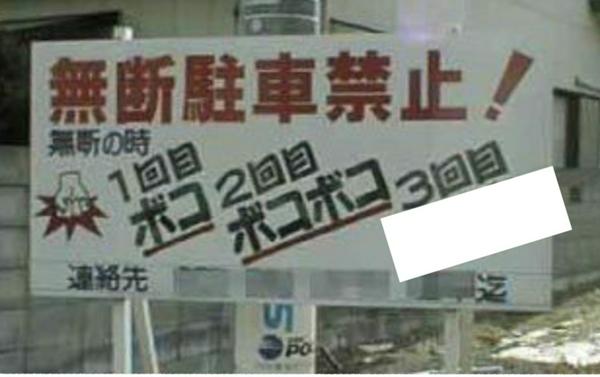 無断駐車禁止！
無断の時
1回目
ボコ
2回目
ボコボコ
3回目
連絡先
5